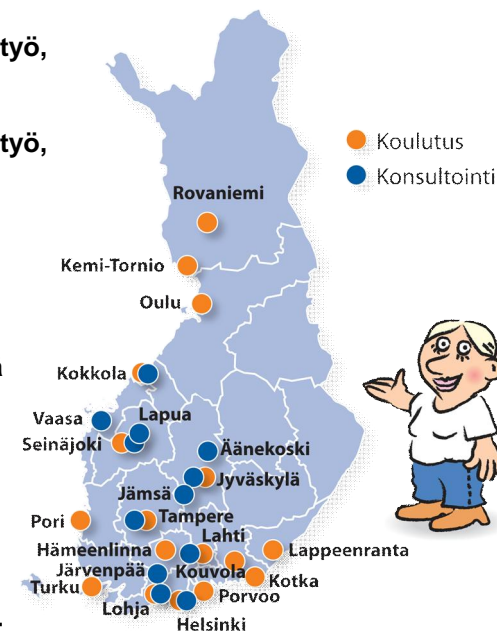 työ,
työ,
a
.
Koulutus
Konsultointi
Rovaniemi
Kemi-Tornio
Oulu
Kokkola
Vaasa
Lapua
Seinäjoki
Äänekoski
Jyväskylä
Jämsä
Pori
Tampere
Hämeenlinna
Lahti
Lappeenranta
Järvenpää
Kouvola
Kotka
Turku
Porvoo
Lohja
Helsinki